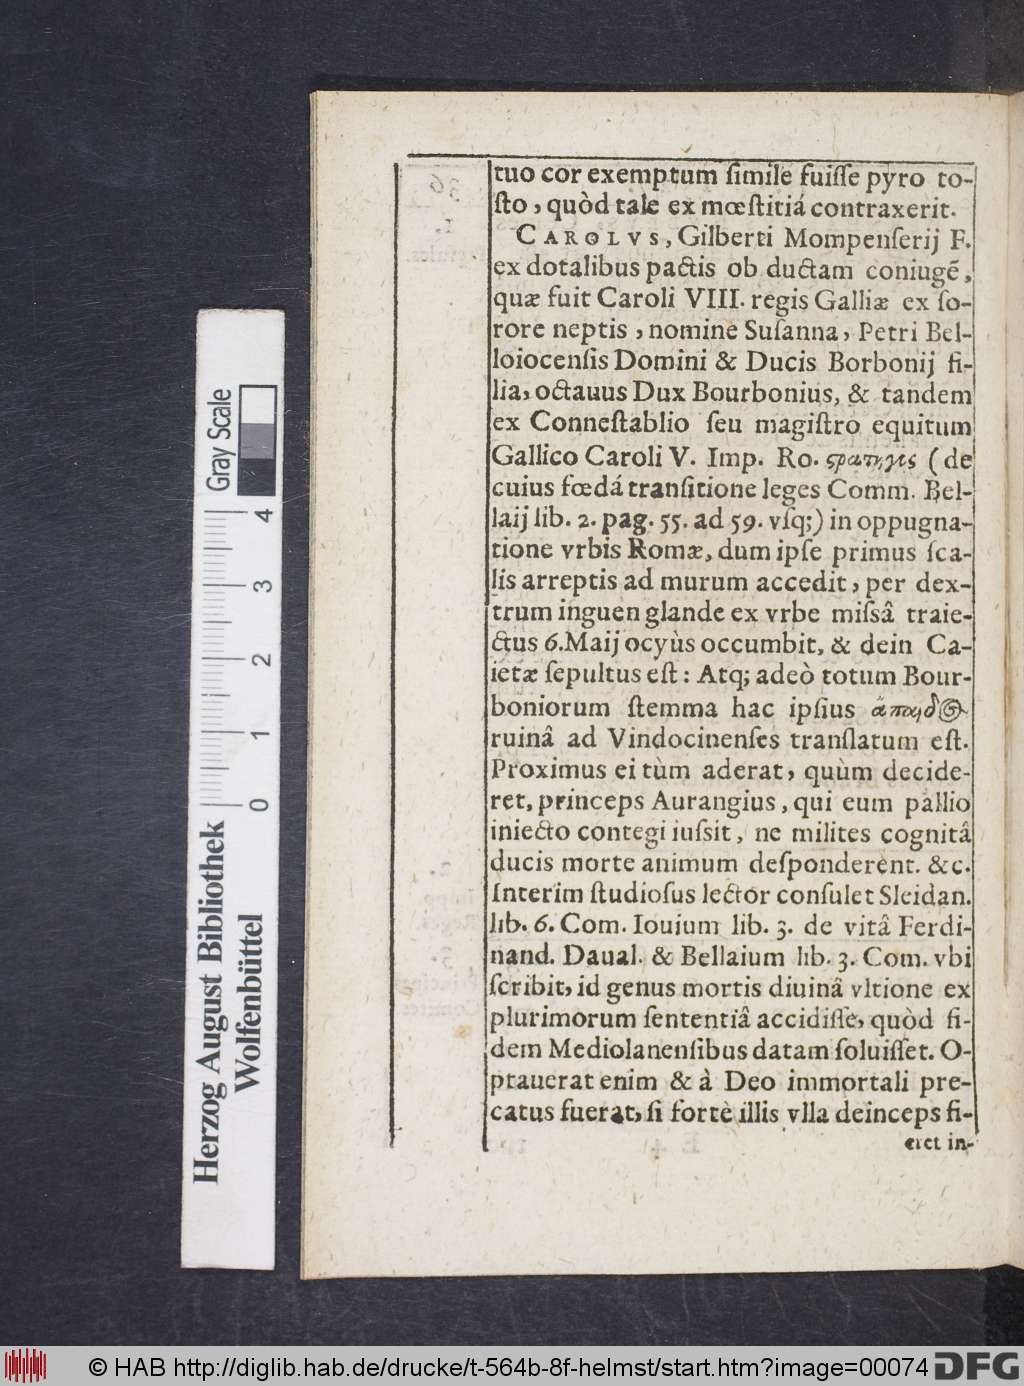 tuo cor exemptum ſimile fuiſſe pyro to-
ſto, quòd tale ex mœſtitiá contraxerit.
CAROLVS, Gilberti Mompenſerij F.
ex dotalibus pactis ob ductam coniugẽ,
quæ fuit Caroli VIII. regis Galliæ ex ſo-
rore neptis, nomine Suſanna, Petri Bel-
loiocenſis Domini & Ducis Borbonij fi-
lia, octauus Dux Bourbonius, & tandem
ex Conneſtablio ſeu magiſtro equitum
Gallico Caroli V. Imp. Ro. (de
cuius fœdá tranſitione leges Comm. Bel-
laij lib. 2. pag. 55. ad 59. vſq;) in oppugna-
tione vrbis Romæ, dum ipſe primus ſca-
lis arreptis ad murum accedit, per dex-
trum inguen glande ex vrbe miſsâ traie-
ctus 6. Maij ocyùs occumbit, & dein Ca-
ietæ ſepultus eſt: Atq; adeò totum Bour-
boniorum ſtemma hac ipſius
ruinâ ad Vindocinenſes tranſlatum eſt.
Proximus ei tùm aderat, quùm decide-
ret, princeps Aurangius, qui eum pallio
iniecto contegi iuſsit, ne milites cognitâ
ducis morte animum deſponderent. &c.
Interim ſtudioſus lector conſulet Sleidan.
lib. 6. Com. Iouium lib. 3. de vitâ Ferdi-
nand. Daual. & Bellaium lib. 3. Com. vbi
ſcribit, id genus mortis diuinâ vltione ex
plurimorum ſententiâ accidiſſe, quòd fi-
dem Mediolanenſibus datam ſoluiſſet. O-
ptauerat enim & à Deo immortali pre-
catus fuerat, ſi fortè illis vlla deinceps fi-
eret in-
Gray Scale
4
3
2
1
0
Herzog August Bibliothek
Wolfenbüttel
© HAB http://diglib.hab.de/drucke/t-564b-8f-helmst/start.htm?image=00074
DFG